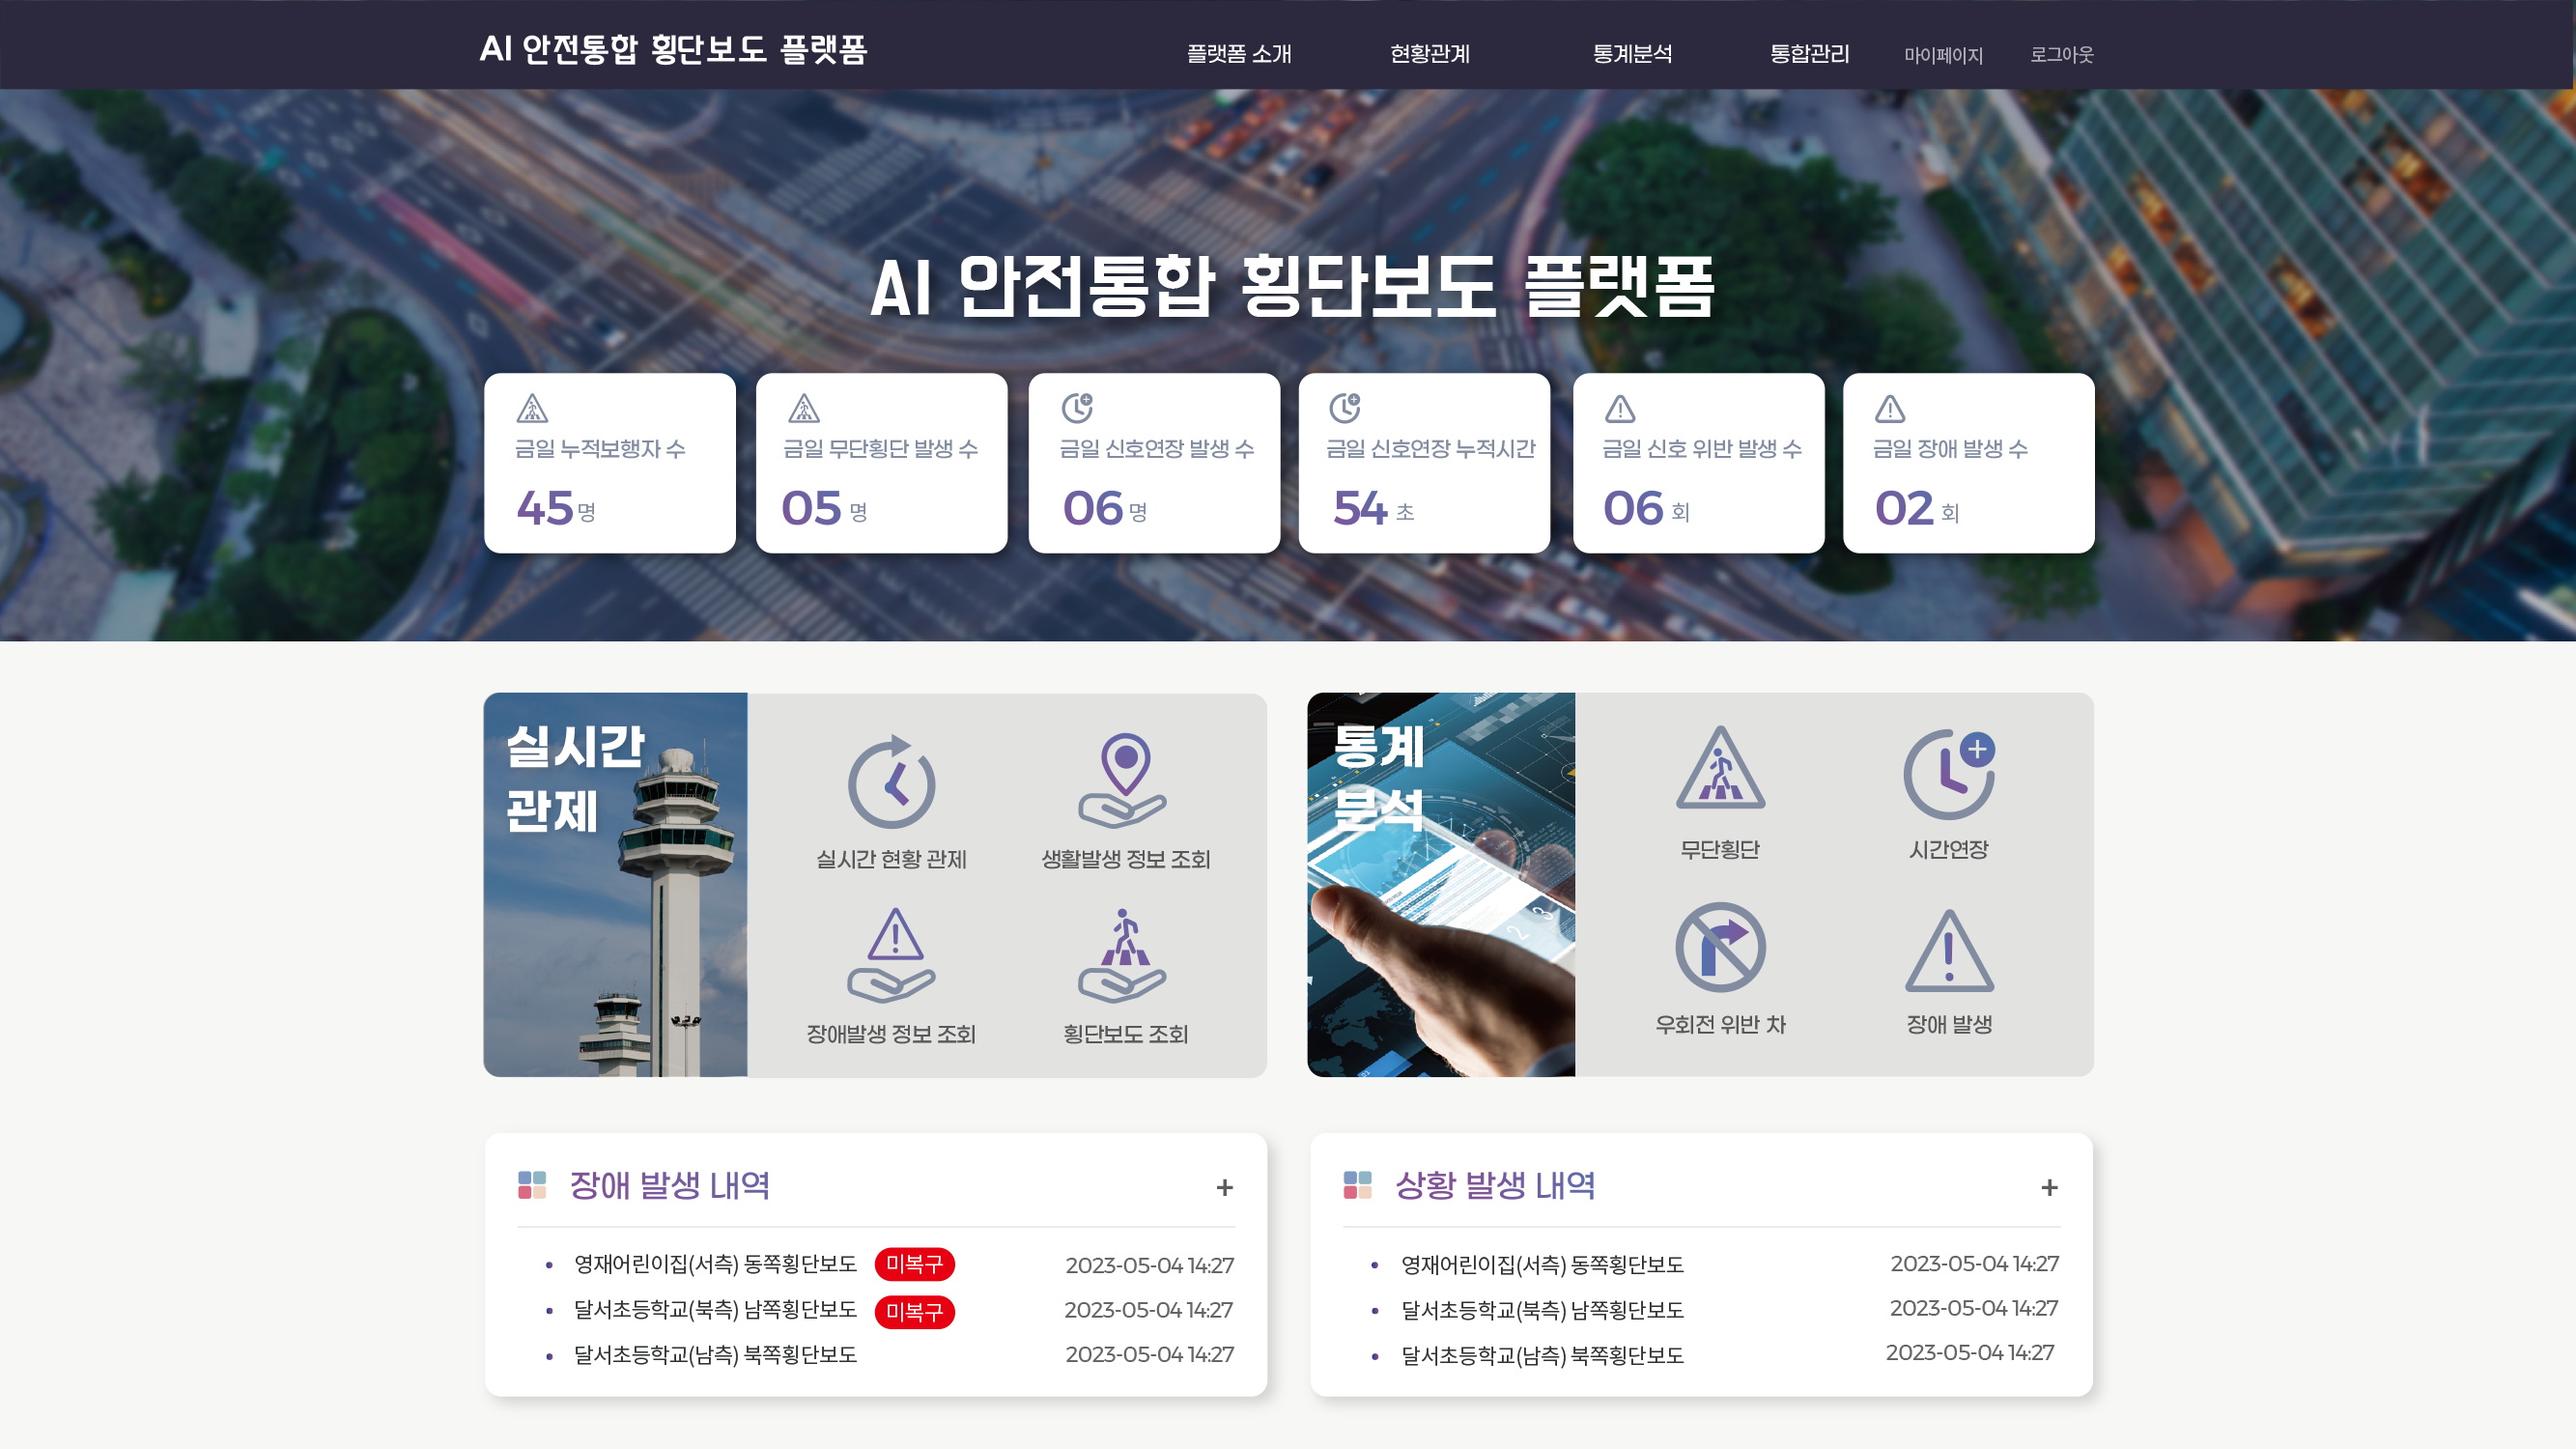 AI 안전통합 횡단보도 플랫폼
플랫폼 소개
현황관계
통계분석
통합관리
마이페이지
로그아웃
AI 안전통합 횡단보도 플랫폼
금일 누적보행자 수
45 명
금일 무단횡단 발생 수
05 명
금일 신호연장 발생 수
06 명
금일 신호연장 누적시간
54 초
금일 신호 위반 발생 수
06 회
금일 장애 발생 수
02 회
실시간
관제
실시간 현황 관제
생활발생 정보 조회
장애발생 정보 조회
횡단보도 조회
통계
분석
2 3
무단횡단
시간연장
우회전 위반 차
장애 발생
장애 발생 내역
+
영재어린이집(서측) 동쪽횡단보도 미복구 2023-05-04 14:27
달서초등학교(북측) 남쪽횡단보도 미복구 2023-05-04 14:27
달서초등학교(남측) 북쪽횡단보도 2023-05-04 14:27
상황 발생 내역
+
영재어린이집(서측) 동쪽횡단보도 2023-05-04 14:27
달서초등학교(북측) 남쪽횡단보도 2023-05-04 14:27
달서초등학교(남측) 북쪽횡단보도 2023-05-04 14:27